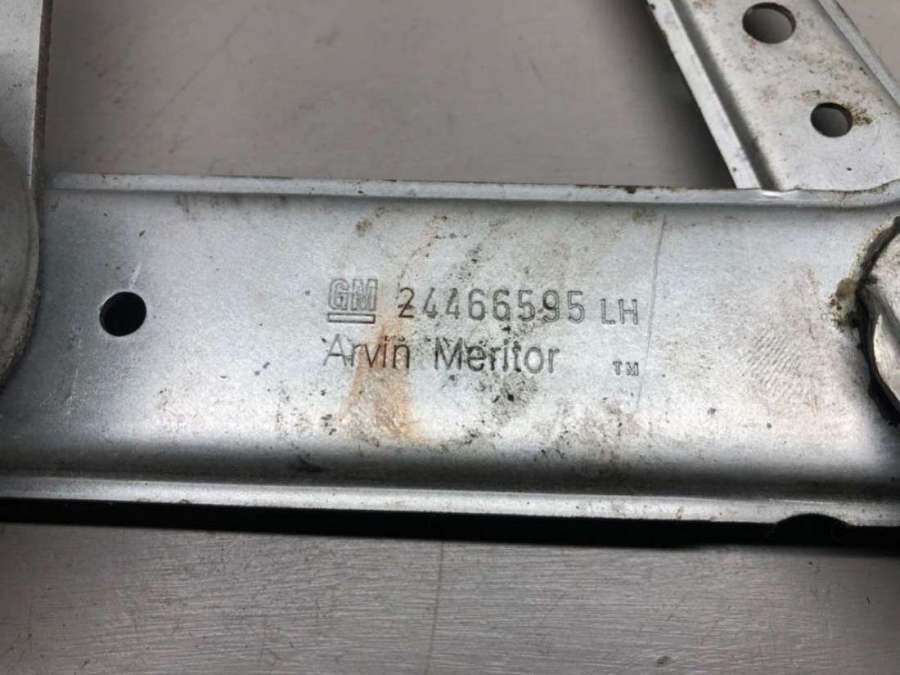 GM 24466595 LH
Arvin Meritor TM